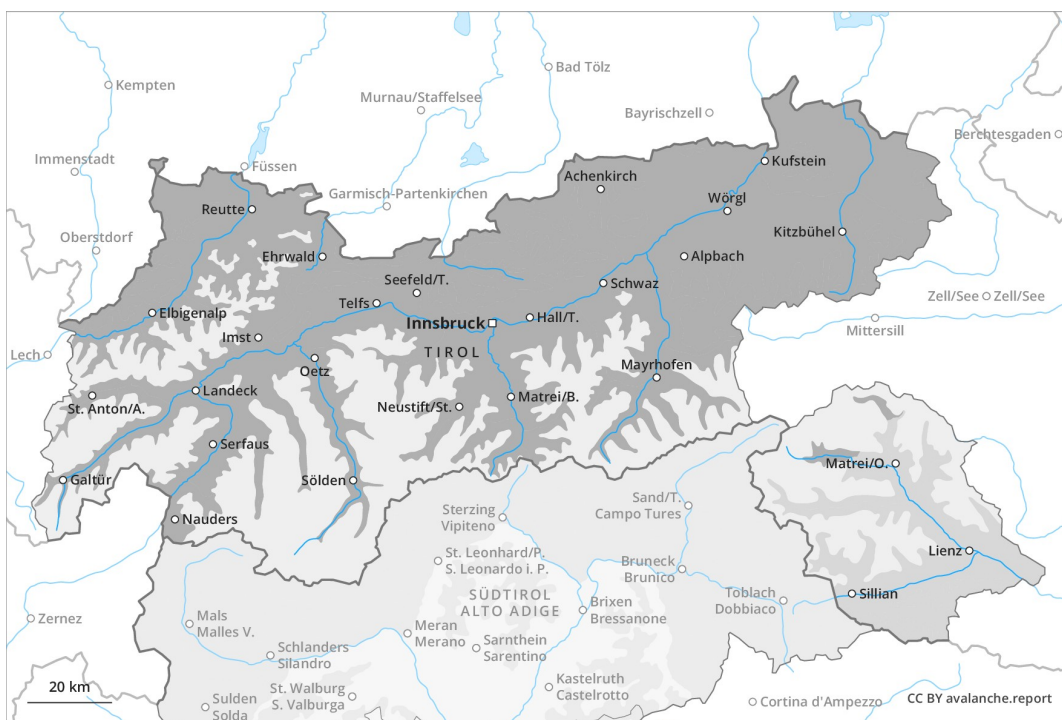 Kempten
Bad Tölz
Murnau/Staffelsee
Bayrischzell
Berchtesgaden
Immenstadt
Füssen
Kufstein
Achenkirch
Garmisch-Partenkirchen
Reutte
Wörgl
Kitzbühel
Oberstdorf
Ehrwald
Alpbach
Seefeld/T.
Schwaz
Telfs
Zell/See
Zell/See
Elbigenalp
Innsbruck
Hall/T.
Mittersill
Imst
TIROL
Lech
Oetz
Mayrhofen
Landeck
St. Anton/A.
Neustift/St.
Matrei/B.
Serfaus
Matrei/O.
Galtür
Sölden
Sand/T.
Campo Tures
Sterzing
Vipiteno
Nauders
Lienz
St. Leonhard/P.
S. Leonardo i. P.
Bruneck
Brunico
SÜDTIROL
ALTO ADIGE
Toblach
Dobbiaco
Sillian
Brixen
Bressanone
Zernez
Mals
Malles V.
Meran
Merano
Sarnthein
Sarentino
Schlanders
Silandro
Kastelruth
Castelrotto
20 km
St. Walburg
S. Valburga
Sulden
Solda
Cortina d'Ampezzo
CC BY avalanche.report